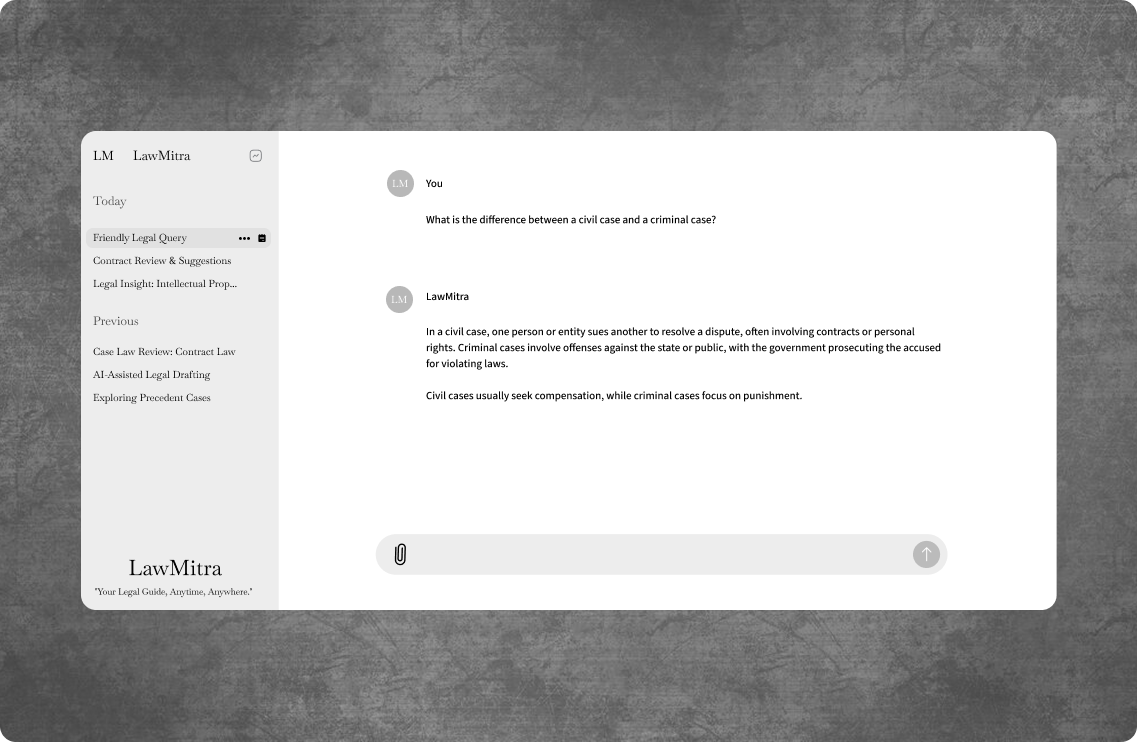 LM LawMitra
Today
Friendly Legal Query
Contract Review & Suggestions
Legal Insight: Intellectual Prop...
Previous
Case Law Review: Contract Law
AI-Assisted Legal Drafting
Exploring Precedent Cases
LawMitra
"Your Legal Guide, Anytime, Anywhere."
LM You
What is the difference between a civil case and a criminal case?
LM LawMitra
In a civil case, one person or entity sues another to resolve a dispute, often involving contracts or personal
rights. Criminal cases involve offenses against the state or public, with the government prosecuting the accused
for violating laws.
Civil cases usually seek compensation, while criminal cases focus on punishment.